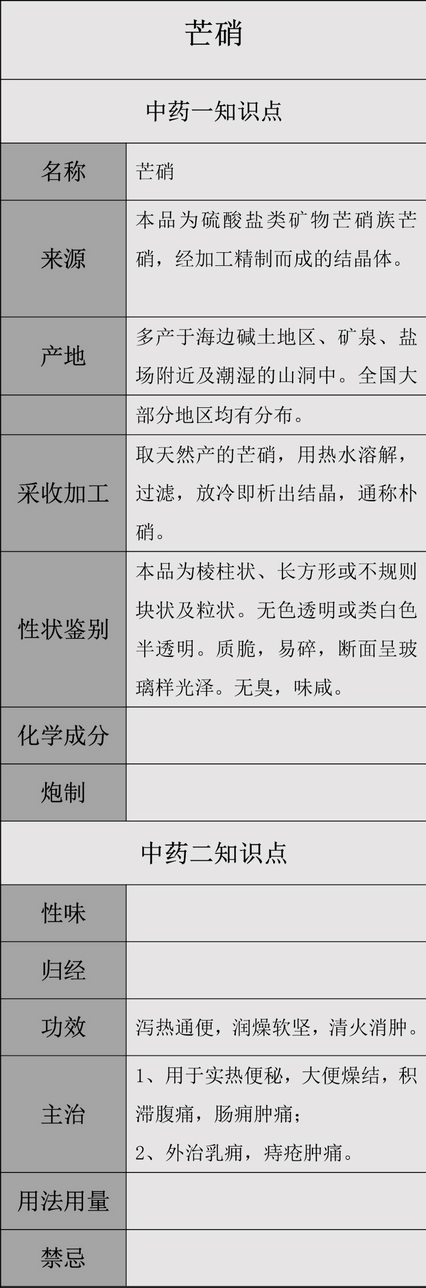 芒硝
中药一知识点
名称
芒硝
来源
本品为硫酸盐类矿物芒硝族芒
硝，经加工精制而成的结晶体。
产地
多产于海边碱土地区、矿泉、盐
场附近及潮湿的山洞中。全国大
部分地区均有分布。
采收加工
取天然产的芒硝，用热水溶解，
过滤，放冷即析出结晶，通称朴
硝。
性状鉴别
本品为棱柱状、长方形或不规则
块状及粒状。无色透明或类白色
半透明。质脆，易碎，断面呈玻
璃样光泽。无臭，味咸。
化学成分
炮制
中药二知识点
性味
归经
功效
泻热通便，润燥软坚，清火消肿。
主治
1、用于实热便秘，大便燥结，积
滞腹痛，肠痈肿痛；
2、外治乳痈，痔疮肿痛。
用法用量
禁忌